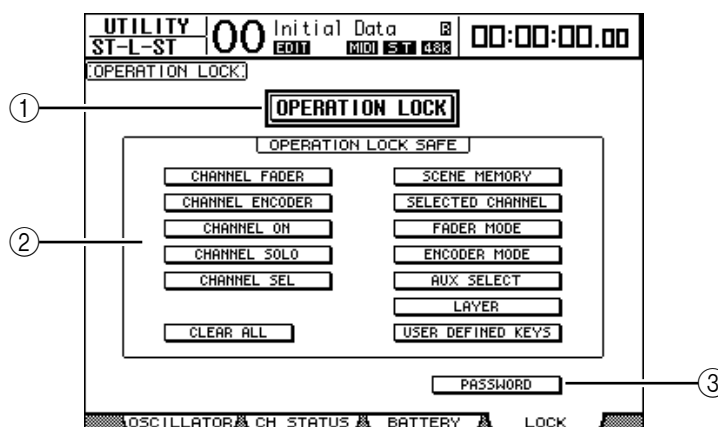 UTILITY
ST-L-ST
00
Initial Data
EDIT
MIDI
ST
48K
00:00:00.00
OPERATION LOCK
① OPERATION LOCK
OPERATION LOCK SAFE
CHANNEL FADER SCENE MEMORY
CHANNEL ENCODER SELECTED CHANNEL
② CHANNEL ON FADER MODE
CHANNEL SOLO ENCODER MODE
CHANNEL SEL AUX SELECT
LAYER
CLEAR ALL USER DEFINED KEYS
PASSWORD ③
OSCILLATOR CH STATUS BATTERY LOCK